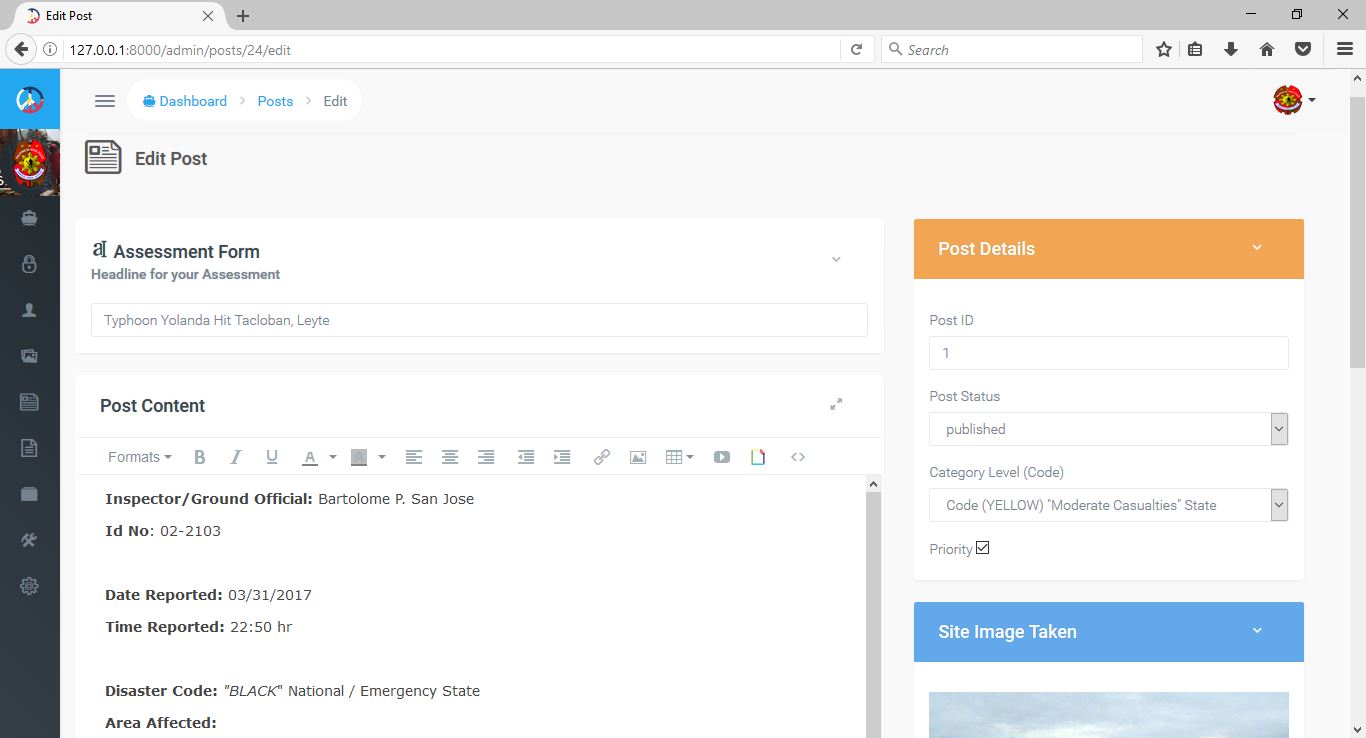 Edit Post
127.0.0.1:8000/admin/posts/24/edit
Search
Dashboard > Posts > Edit
Edit Post
Assessment Form
Headline for your Assessment
Typhoon Yolanda Hit Tacloban, Leyte
Post Content
Formats B I U A A
Inspector/Ground Official: Bartolome P. San Jose
Id No: 02-2103
Date Reported: 03/31/2017
Time Reported: 22:50 hr
Disaster Code: "BLACK" National / Emergency State
Area Affected:
Post Details
Post ID
1
Post Status
published
Category Level (Code)
Code (YELLOW) "Moderate Casualties" State
Priority
Site Image Taken